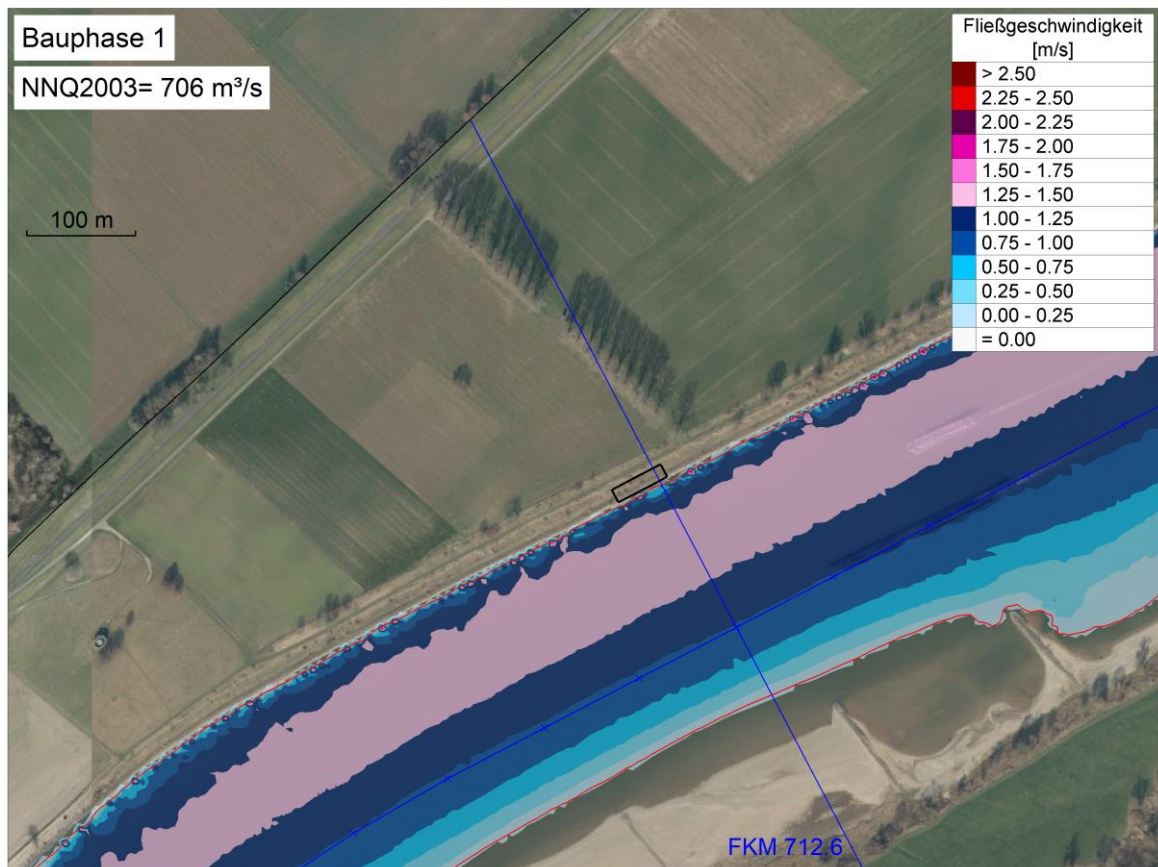 Bauphase 1
NNQ2003= 706 m³/s
100 m
Fließgeschwindigkeit
[m/s]
> 2.50
2.25 - 2.50
2.00 - 2.25
1.75 - 2.00
1.50 - 1.75
1.25 - 1.50
1.00 - 1.25
0.75 - 1.00
0.50 - 0.75
0.25 - 0.50
0.00 - 0.25
= 0.00
FKM 712.6